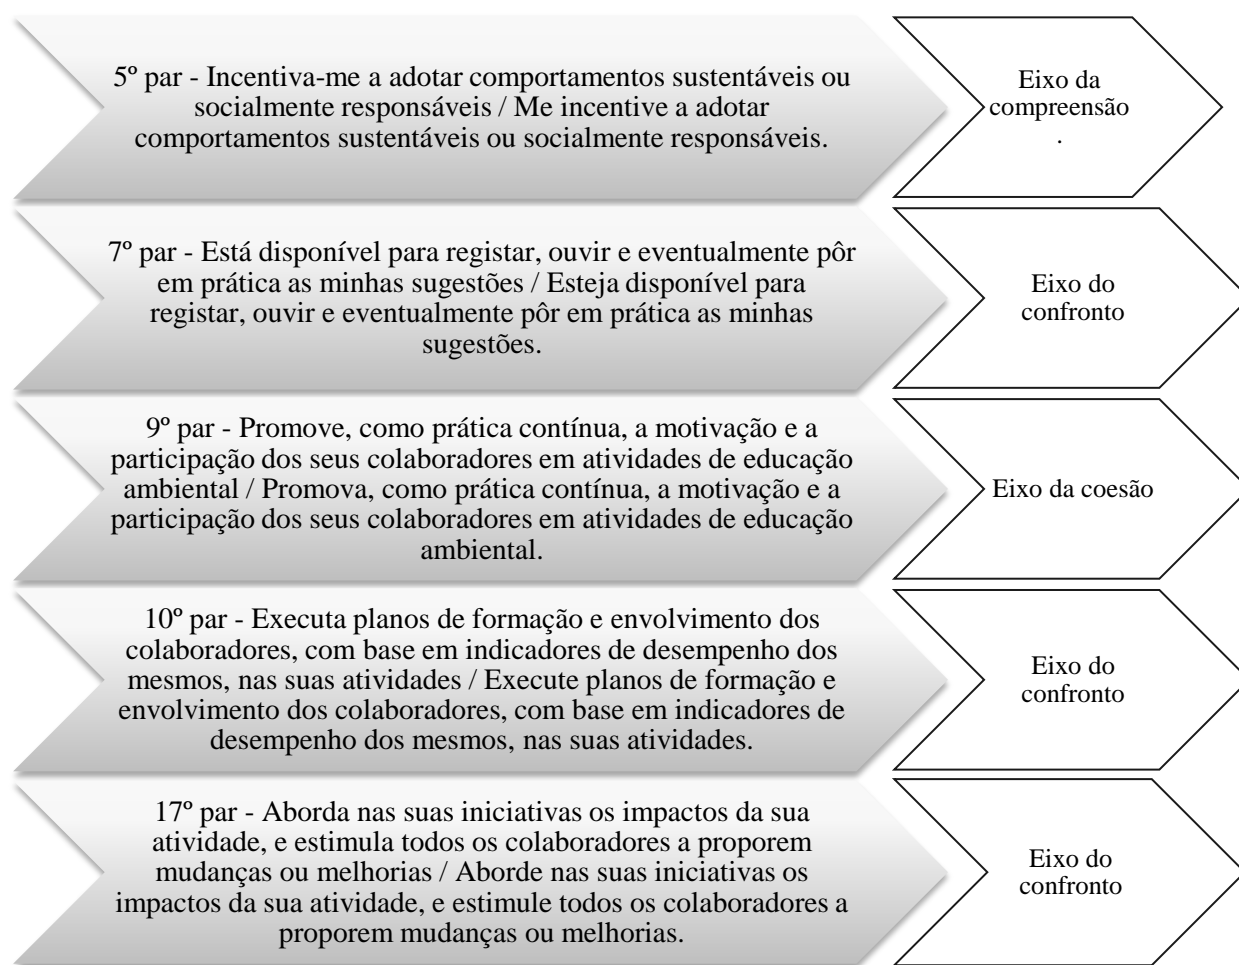 5º par - Incentiva-me a adotar comportamentos sustentáveis ou
socialmente responsáveis / Me incentive a adotar
comportamentos sustentáveis ou socialmente responsáveis.
Eixo da
compreensão
.
7º par - Está disponível para registar, ouvir e eventualmente pôr
em prática as minhas sugestões / Esteja disponível para
registar, ouvir e eventualmente pôr em prática as minhas
sugestões.
Eixo do
confronto
9º par - Promove, como prática contínua, a motivação e a
participação dos seus colaboradores em atividades de educação
ambiental / Promova, como prática contínua, a motivação e a
participação dos seus colaboradores em atividades de educação
ambiental.
Eixo da coesão
10º par - Executa planos de formação e envolvimento dos
colaboradores, com base em indicadores de desempenho dos
mesmos, nas suas atividades / Execute planos de formação e
envolvimento dos colaboradores, com base em indicadores de
desempenho dos mesmos, nas suas atividades.
Eixo do
confronto
17º par - Aborda nas suas iniciativas os impactos da sua
atividade, e estimula todos os colaboradores a proporem
mudanças ou melhorias / Aborde nas suas iniciativas os
impactos da sua atividade, e estimule todos os colaboradores a
proporem mudanças ou melhorias.
Eixo do
confronto